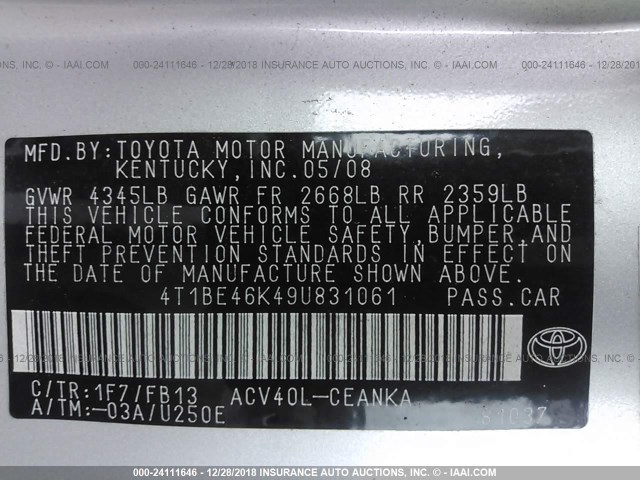 000-24111646 / 12/28/2018 INSURANCE AUTO AUCTIONS, INC. © - IAAI.COM
MFD.BY:TOYOTA MOTOR MANUFACTURING,
KENTUCKY,INC.05/08
GVWR 4345LB GAWR FR 2668LB RR 2359LB
THIS VEHICLE CONFORMS TO ALL APPLICABLE
FEDERAL MOTOR VEHICLE SAFETY,BUMPER,AND
THEFT PREVENTION STANDARDS IN EFFECT ON
THE DATE OF MANUFACTURE SHOWN ABOVE.
4T1BE46K49U831061 PASS.CAR
C/TR:1F7/FB13 ACV40L-CEANKA
A/TM:-03A/U250E
000-24111646 / 12/28/2018 INSURANCE AUTO AUCTIONS, INC. © - IAAI.COM